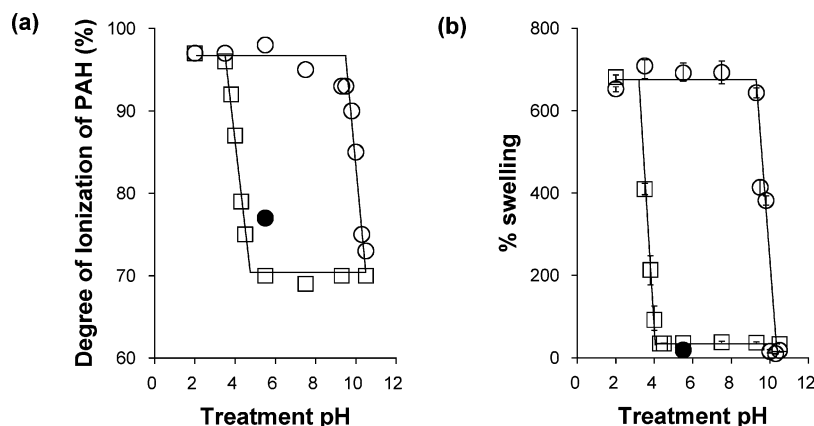 (a)
Degree of Ionization of PAH (%)
100
90
80
70
60
0 2 4 6 8 10 12
Treatment pH
(b)
% swelling
800
600
400
200
0
0 2 4 6 8 10 12
Treatment pH